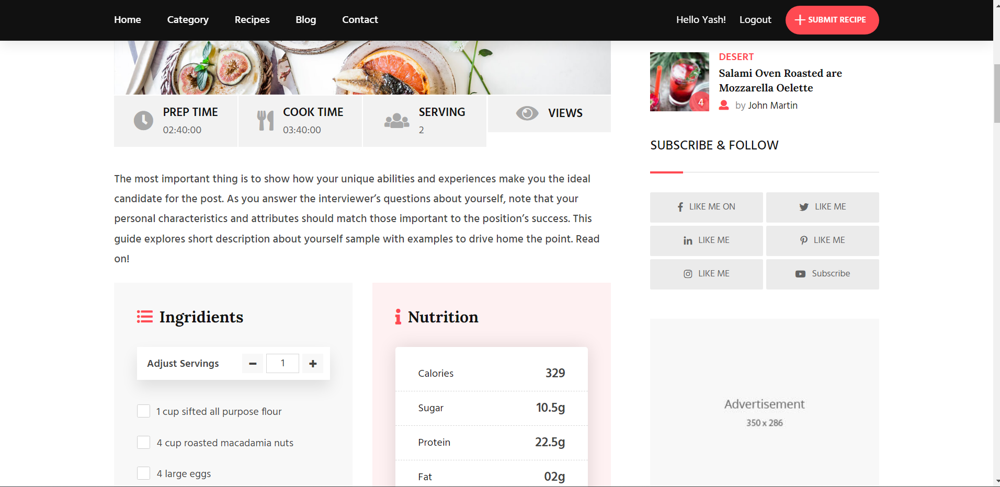 Home Category Recipes Blog Contact Hello Yash! Logout SUBMIT RECIPE
PREP TIME
02:40:00
COOK TIME
03:40:00
SERVING
2
VIEWS
The most important thing is to show how your unique abilities and experiences make you the ideal
candidate for the post. As you answer the interviewer’s questions about yourself, note that your
personal characteristics and attributes should match those important to the position’s success. This
guide explores short description about yourself sample with examples to drive home the point. Read
on!
Ingridients
Adjust Servings 1
1 cup sifted all purpose flour
4 cup roasted macadamia nuts
4 large eggs
Nutrition
Calories 329
Sugar 10.5g
Protein 22.5g
Fat 02g
4
DESERT
Salami Oven Roasted are
Mozzarella Oelette
by John Martin
SUBSCRIBE & FOLLOW
LIKE ME ON
LIKE ME
LIKE ME
LIKE ME
LIKE ME
Subscribe
Advertisement
350 x 286